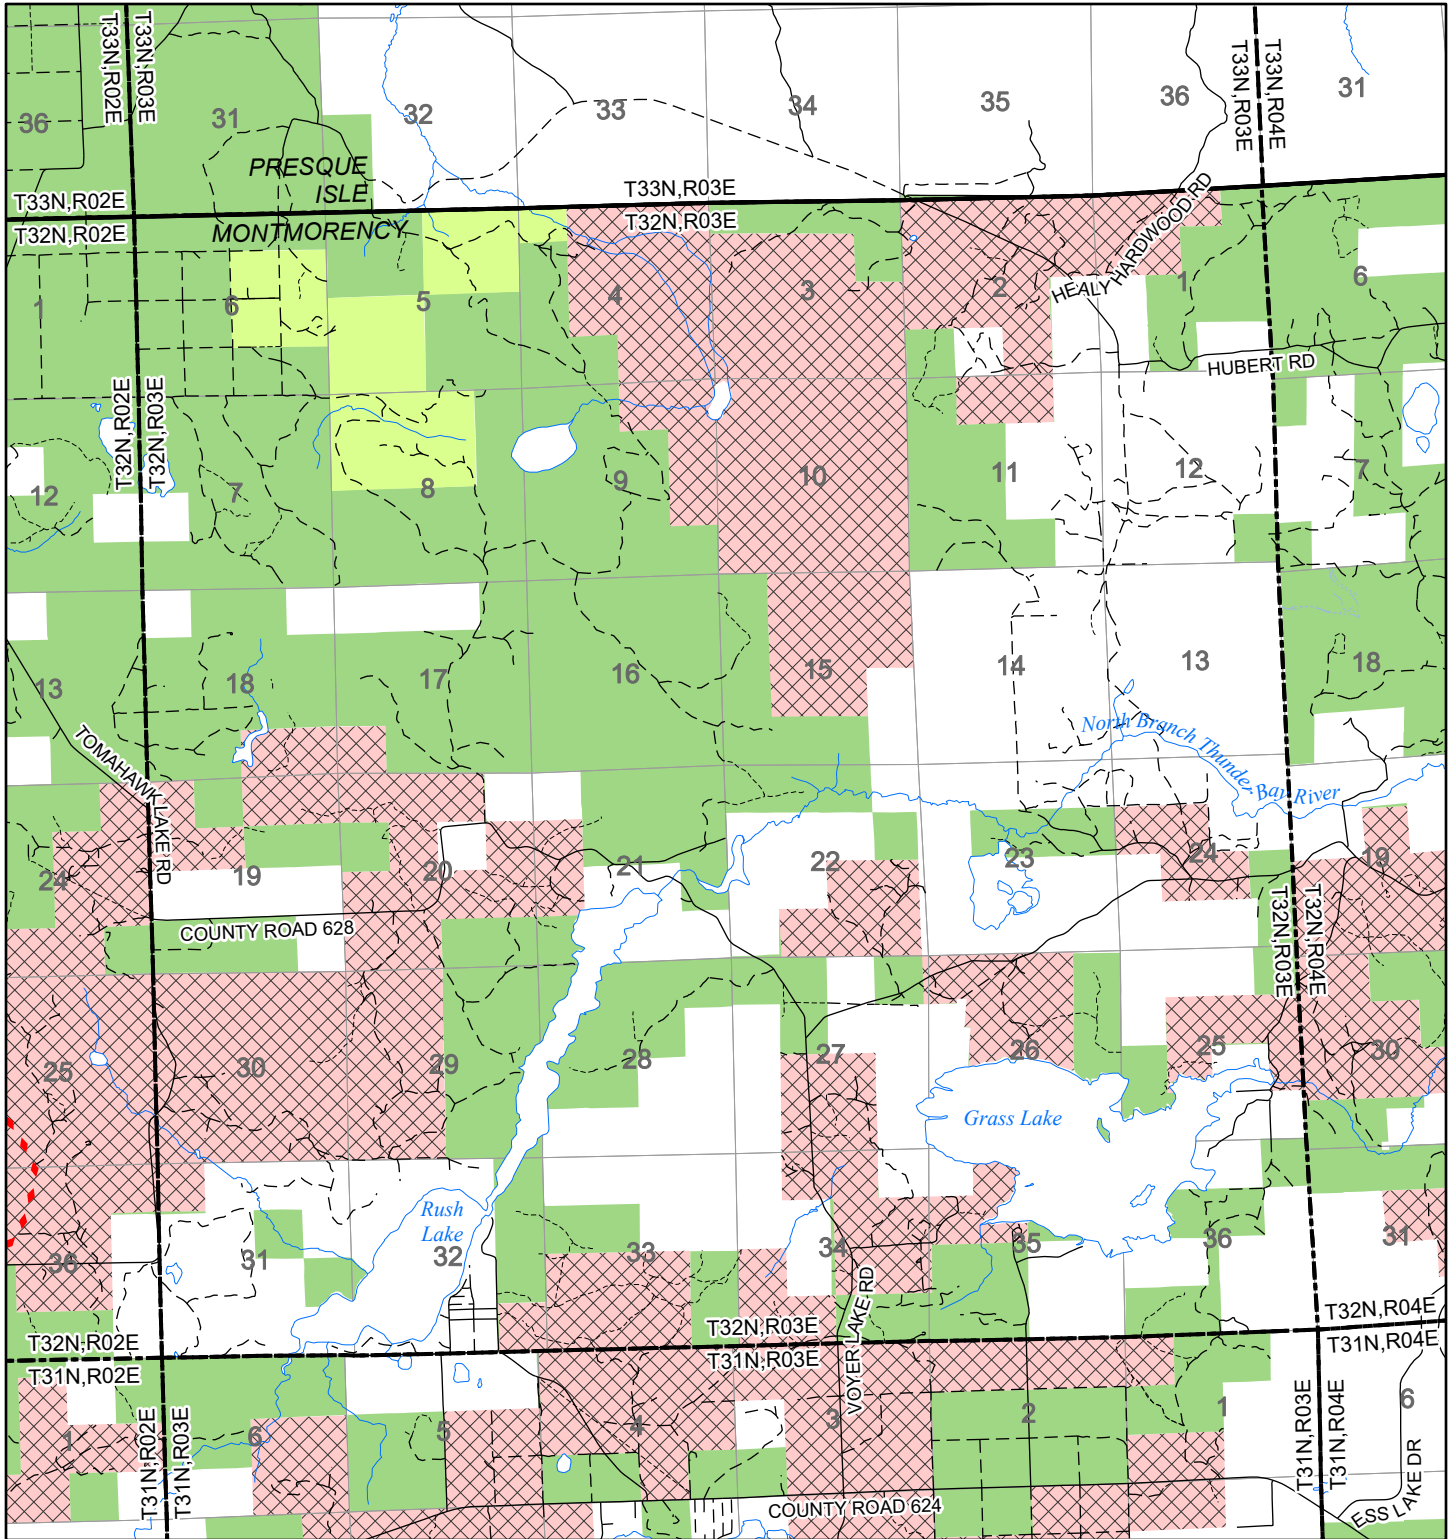 T33N,R02E
T33N,R03E
T33N,R03E
T33N,R04E
36
31
32
33
34
35
36
31
PRESQUE
ISLE
T33N,R02E
T33N,R03E
T32N,R02E
T32N,R03E
MONTMORENCY
HEALY HARDWOOD RD
1
6
5
4
3
2
1
6
HUBERT RD
T32N,R02E
T32N,R03E
12
7
8
9
10
11
12
7
13
18
17
16
15
14
13
18
North Branch Thunder Bay River
TOMAHAWK LAKE RD
24
19
20
21
22
23
24
19
COUNTY ROAD 628
T32N,R03E
T32N,R04E
25
30
29
28
27
26
25
30
Grass Lake
Rush
Lake
36
31
32
33
34
35
36
31
VOYER LAKE RD
T32N,R02E
T32N,R03E
T32N,R04E
T31N,R02E
T31N,R03E
T31N,R04E
1
6
5
4
3
2
1
6
T31N,R02E
T31N,R03E
T31N,R03E
T31N,R04E
COUNTY ROAD 624
ESS LAKE DR